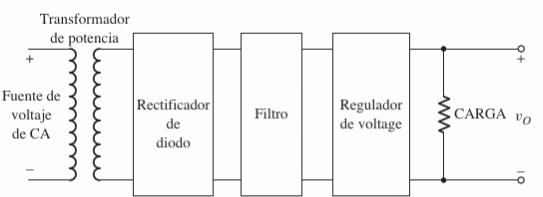 Transformador
de potencia
+
Fuente de
voltaje
de CA
−
Rectificador
de
diodo
Filtro
Regulador
de voltage
CARGA
+
v_O
−